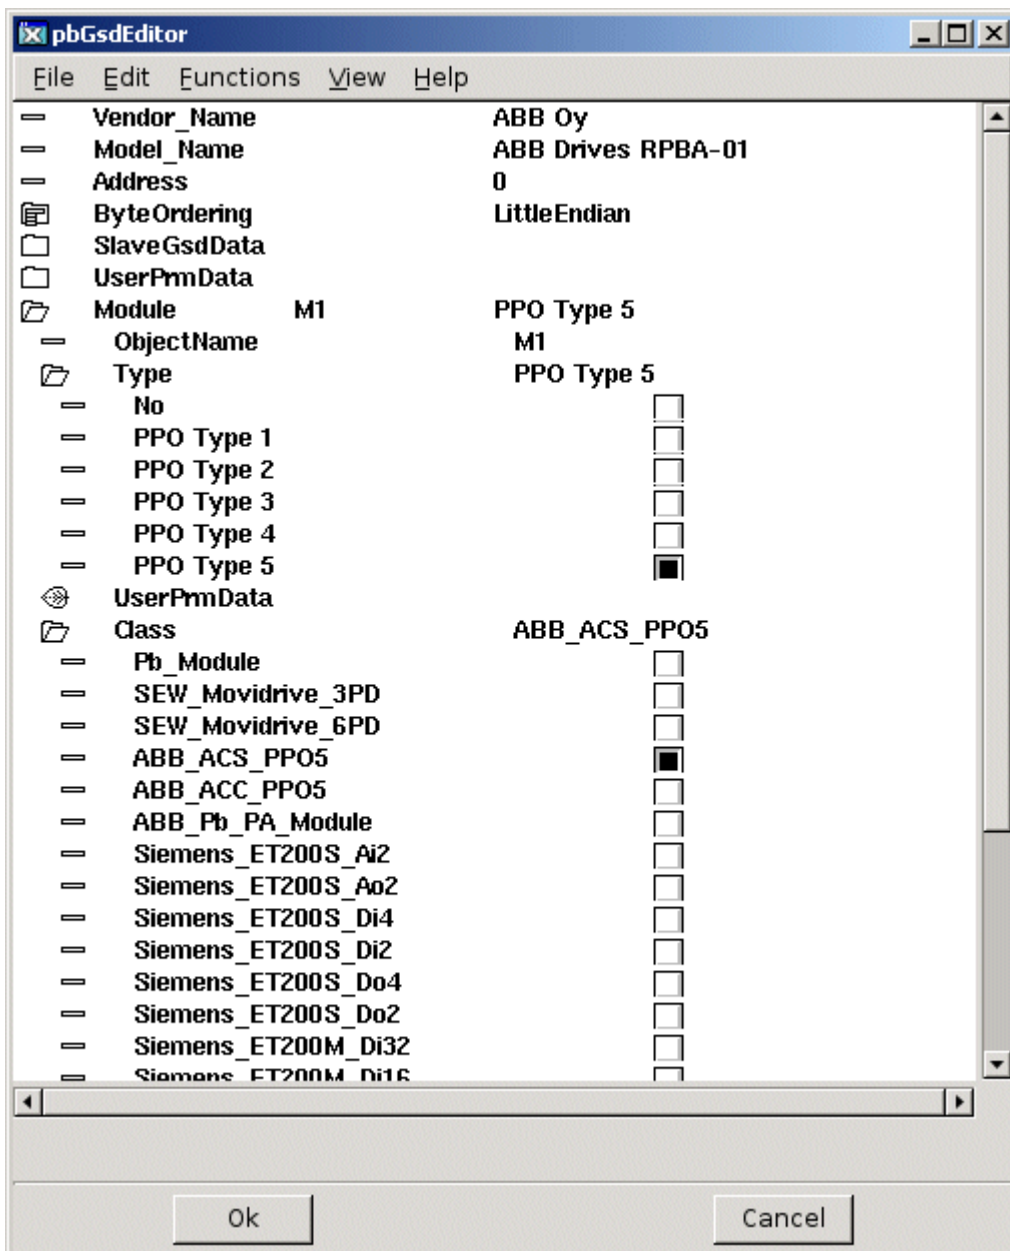 pbGsdEditor
File Edit Functions View Help
Vendor_Name ABB Oy
Model_Name ABB Drives RPBA-01
Address 0
ByteOrdering LittleEndian
SlaveGsdData
UserPrmData
Module M1 PPO Type 5
ObjectName M1
Type PPO Type 5
No
PPO Type 1
PPO Type 2
PPO Type 3
PPO Type 4
PPO Type 5
UserPrmData
Class ABB_ACS_PPO5
Pb_Module
SEW_Movidrive_3PD
SEW_Movidrive_6PD
ABB_ACS_PPO5
ABB_ACC_PPO5
ABB_Pb_PA_Module
Siemens_ET200S_Ai2
Siemens_ET200S_Ao2
Siemens_ET200S_Di4
Siemens_ET200S_Di2
Siemens_ET200S_Do4
Siemens_ET200S_Do2
Siemens_ET200M_Di32
Siemens_ET200M_Di16
Ok Cancel